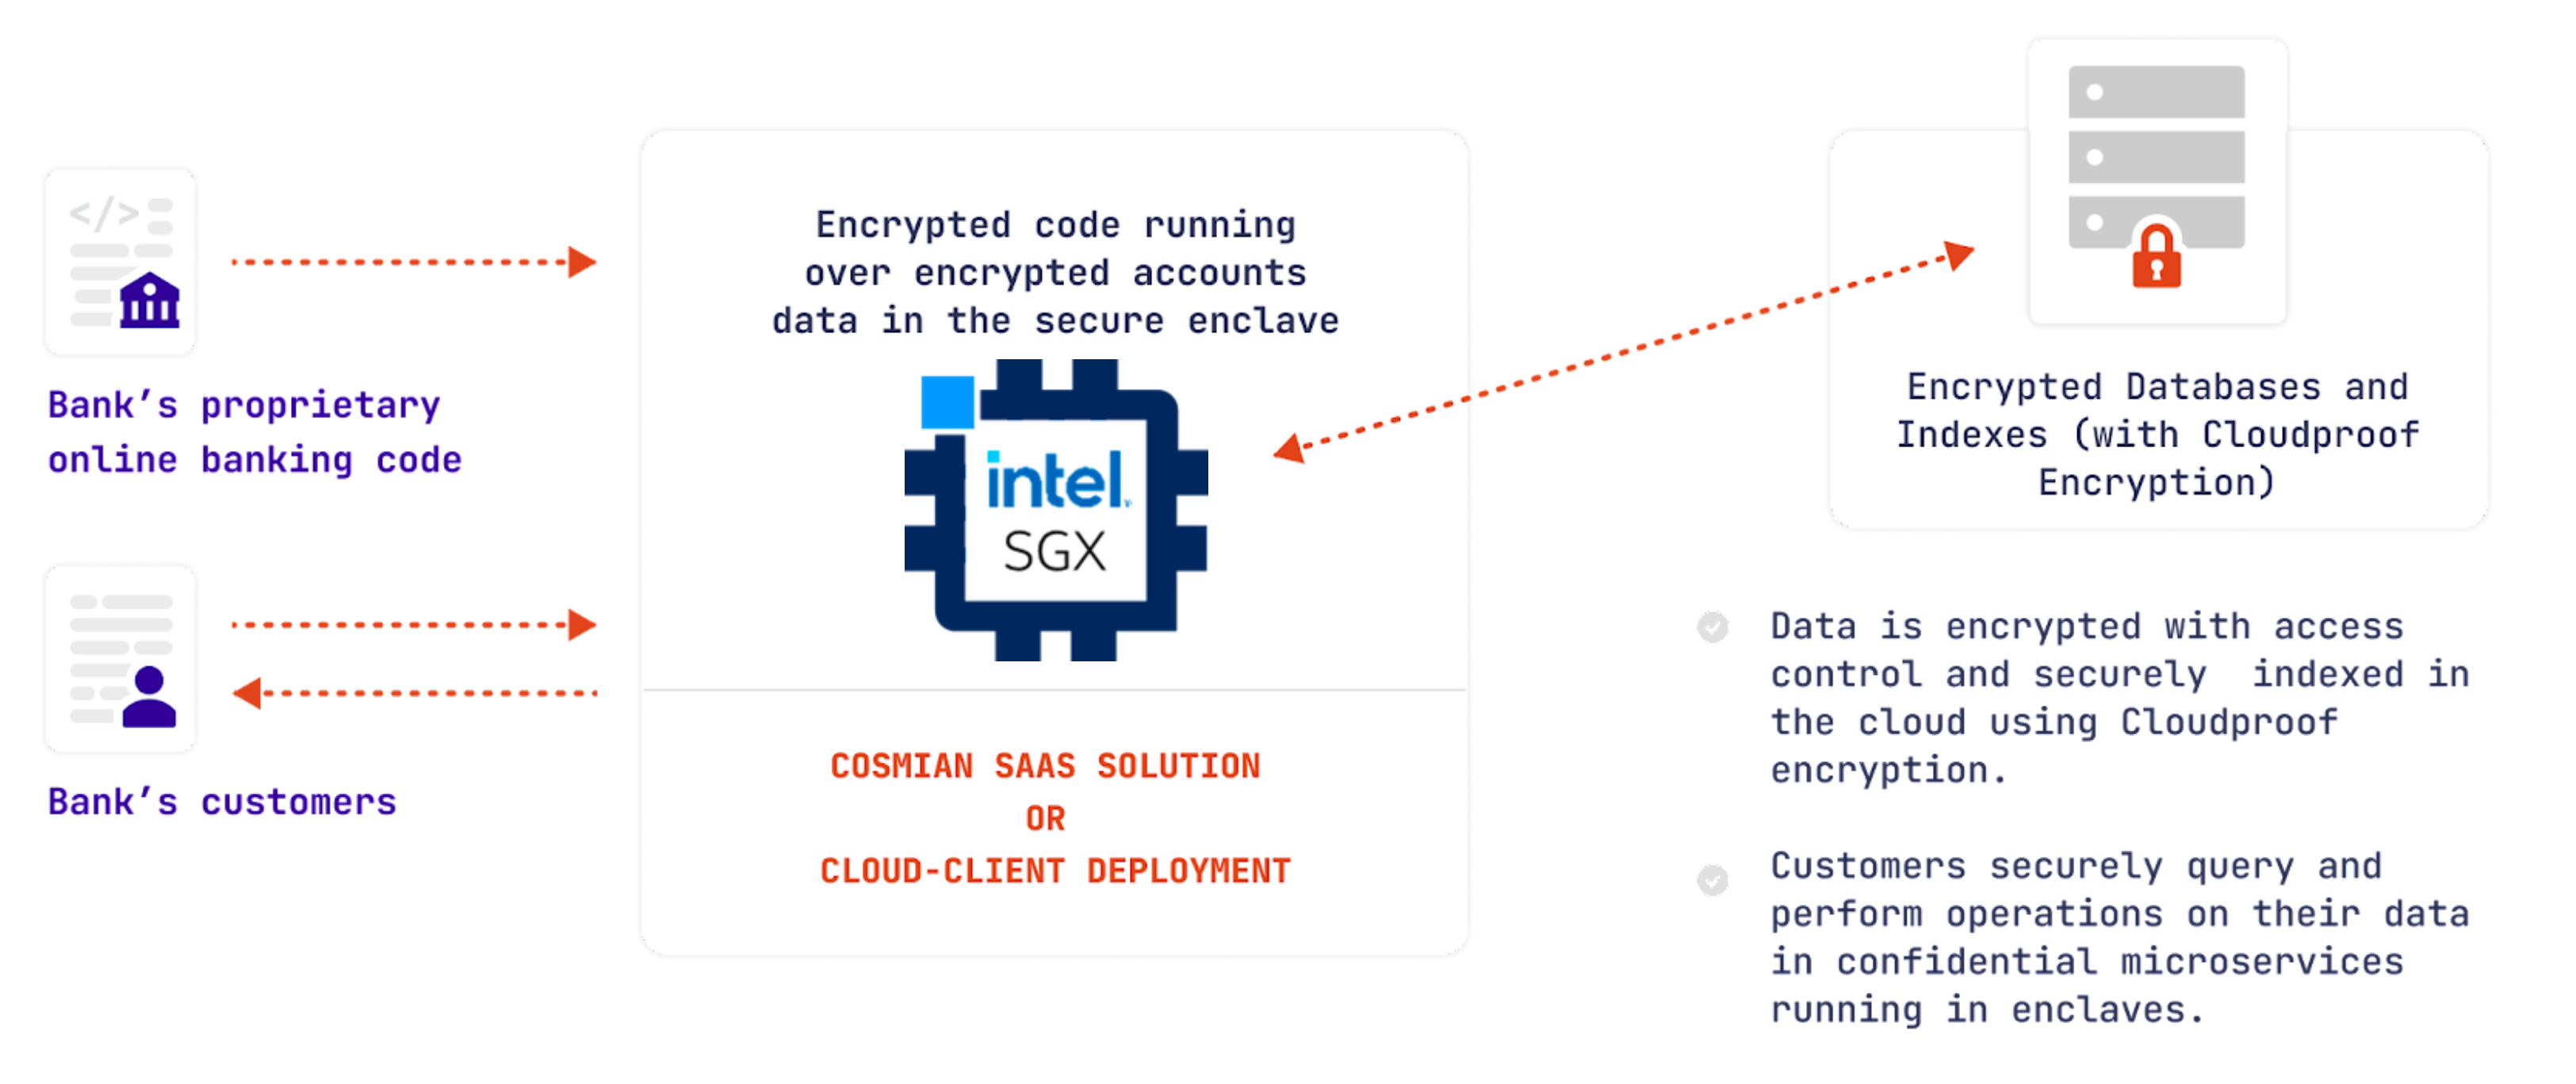 </>
Bank’s proprietary
online banking code
Bank’s customers
Encrypted code running
over encrypted accounts
data in the secure enclave
intel
SGX
COSMIAN SAAS SOLUTION
OR
CLOUD-CLIENT DEPLOYMENT
Encrypted Databases and
Indexes (with Cloudproof
Encryption)
Data is encrypted with access
control and securely  indexed in
the cloud using Cloudproof
encryption.
Customers securely query and
perform operations on their data
in confidential microservices
running in enclaves.